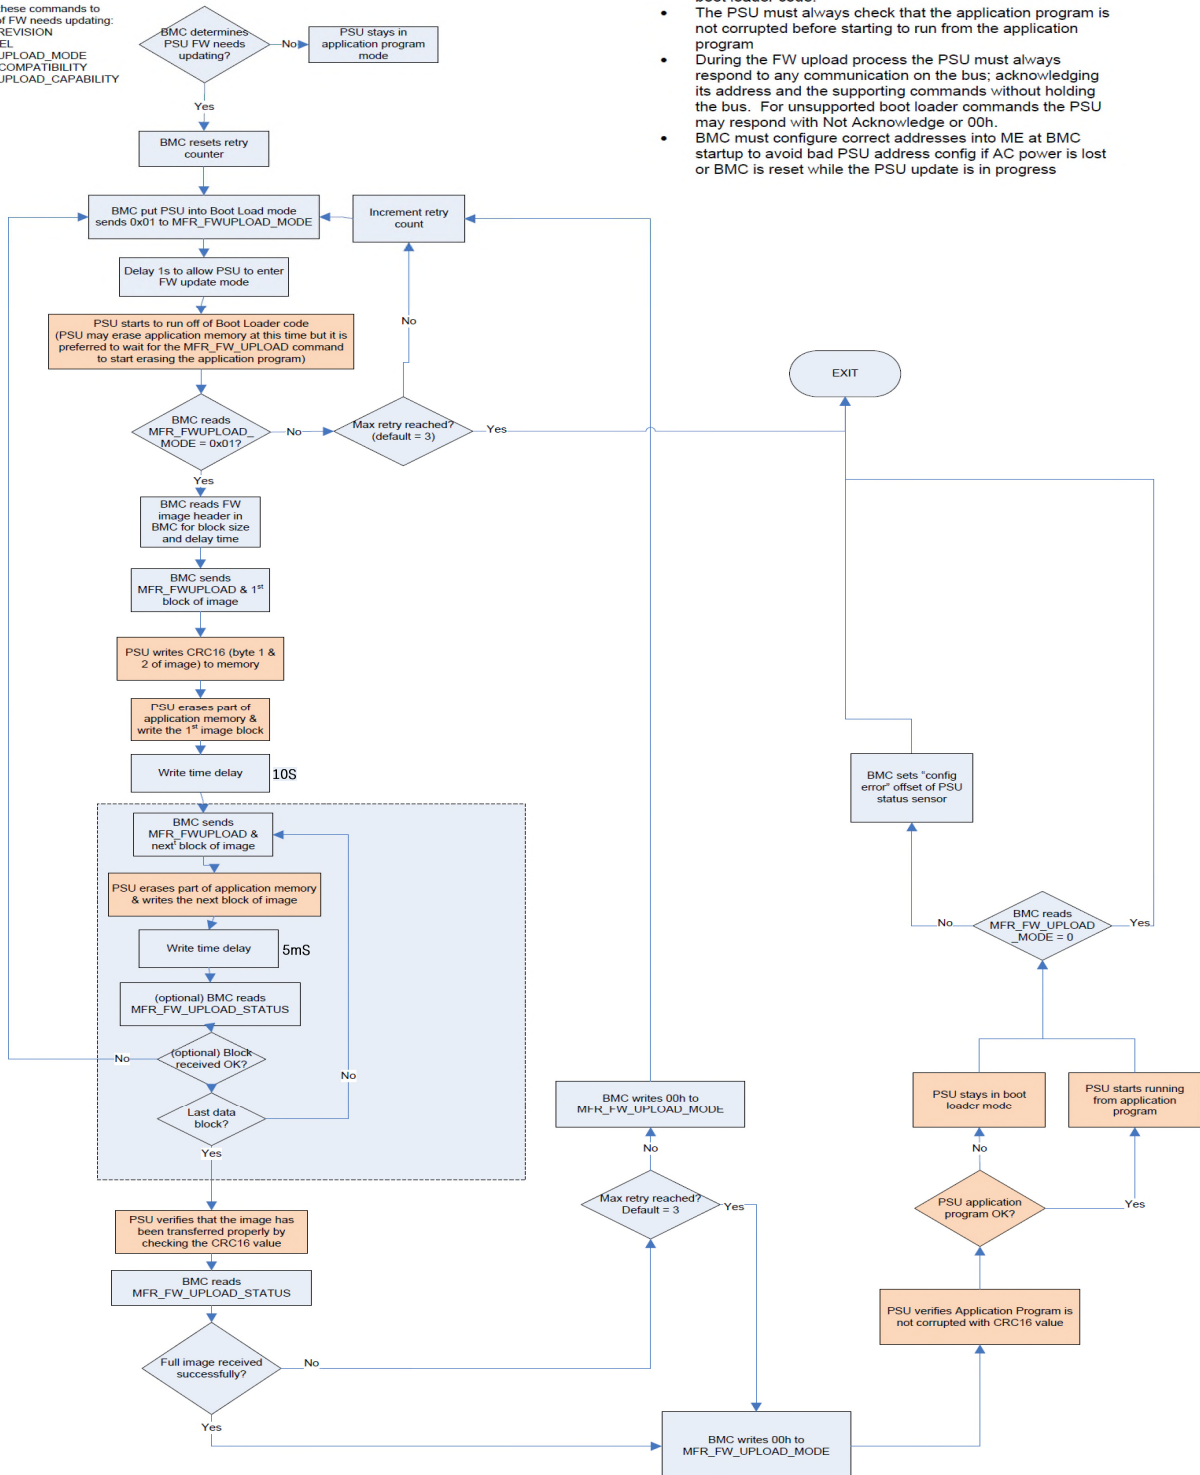 these commands to
of FW needs updating:
REVISION
EL
UPLOAD_MODE
COMPATIBILITY
UPLOAD_CAPABILITY
BMC determines
PSU FW needs
updating?
No
PSU stays in
application program
mode
boot loader code.
• The PSU must always check that the application program is
not corrupted before starting to run from the application
program
• During the FW upload process the PSU must always
respond to any communication on the bus; acknowledging
its address and the supporting commands without holding
the bus. For unsupported boot loader commands the PSU
may respond with Not Acknowledge or 00h.
• BMC must configure correct addresses into ME at BMC
startup to avoid bad PSU address config if AC power is lost
or BMC is reset while the PSU update is in progress
Yes
BMC resets retry
counter
BMC put PSU into Boot Load mode
sends 0x01 to MFR_FWUPLOAD_MODE
Increment retry
count
Delay 1s to allow PSU to enter
FW update mode
PSU starts to run off of Boot Loader code
(PSU may erase application memory at this time but it is
preferred to wait for the MFR_FW_UPLOAD command
to start erasing the application program)
No
EXIT
BMC reads
MFR_FWUPLOAD_
MODE = 0x01?
No
Max retry reached?
(default = 3)
Yes
Yes
BMC reads FW
image header in
BMC for block size
and delay time
BMC sends
MFR_FWUPLOAD & 1st
block of image
PSU writes CRC16 (byte 1 &
2 of image) to memory
PSU erases part of
application memory &
write the 1st image block
Write time delay
10S
BMC sends
MFR_FWUPLOAD &
next block of image
PSU erases part of application memory
& writes the next block of image
Write time delay
5mS
(optional) BMC reads
MFR_FW_UPLOAD_STATUS
(optional) Block
received OK?
No
No
Last data
block?
Yes
PSU verifies that the image has
been transferred properly by
checking the CRC16 value
BMC reads
MFR_FW_UPLOAD_STATUS
Full image received
successfully?
No
Yes
BMC writes 00h to
MFR_FW_UPLOAD_MODE
No
Max retry reached?
Default = 3
Yes
BMC writes 00h to
MFR_FW_UPLOAD_MODE
BMC sets "config
error" offset of PSU
status sensor
No
BMC reads
MFR_FW_UPLOAD
_MODE = 0
Yes
PSU stays in boot
loader mode
PSU starts running
from application
program
No
PSU application
program OK?
Yes
PSU verifies Application Program is
not corrupted with CRC16 value